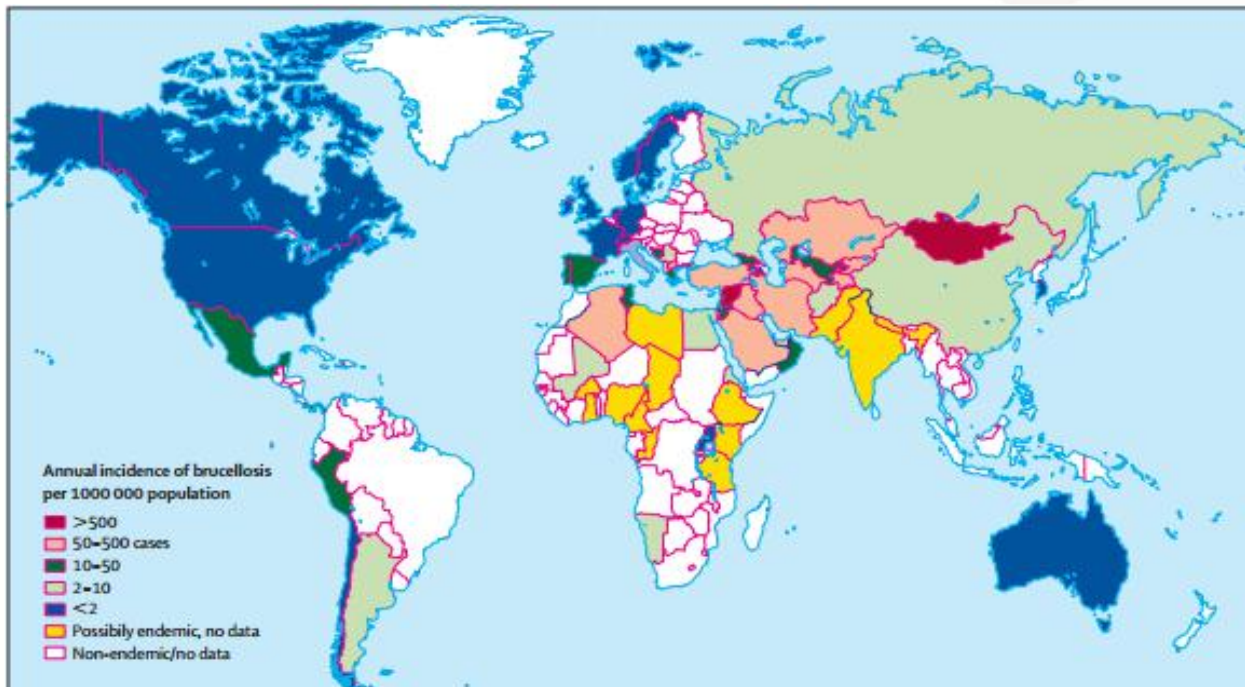 Annual incidence of brucellosis
per 1000 000 population
>500
50–500 cases
10–50
2–10
<2
Possibily endemic, no data
Non-endemic/no data